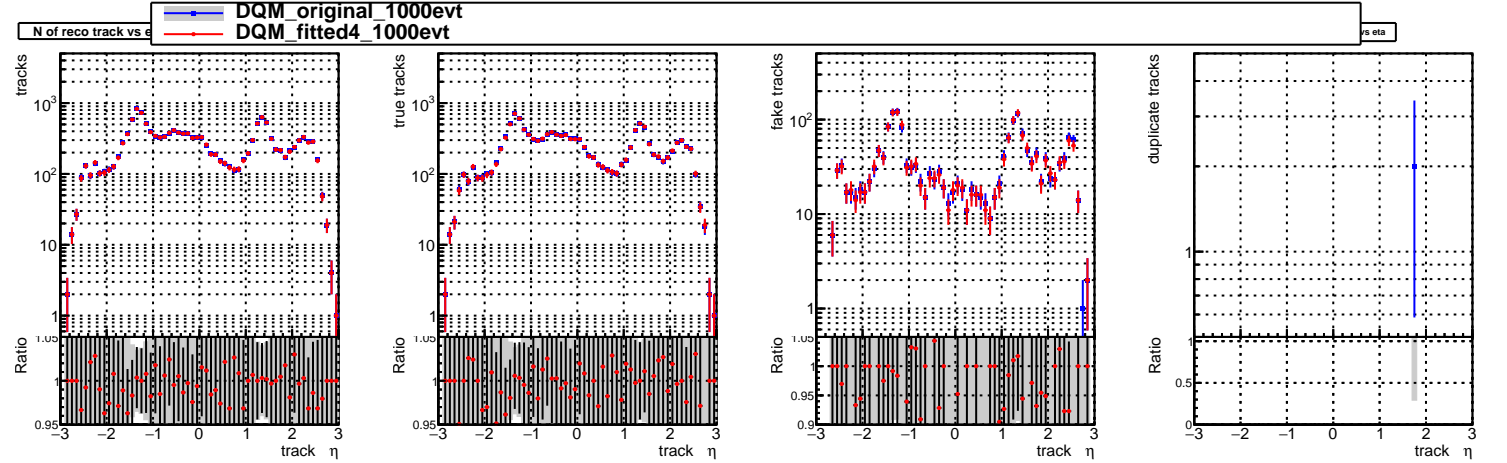 DQM_original_1000evt
DQM_fitted4_1000evt
N of reco track vs e
vs eta
tracks
10³
10²
10
1
Ratio
1.05
1
0.95
−3 −2 −1 0 1 2 3
track η
true tracks
10³
10²
10
1
Ratio
1.05
1
0.95
−3 −2 −1 0 1 2 3
track η
fake tracks
10²
10
1
Ratio
1.05
1
0.95
0.9
−3 −2 −1 0 1 2 3
track η
duplicate tracks
1
Ratio
1
0.5
0
−3 −2 −1 0 1 2 3
track η